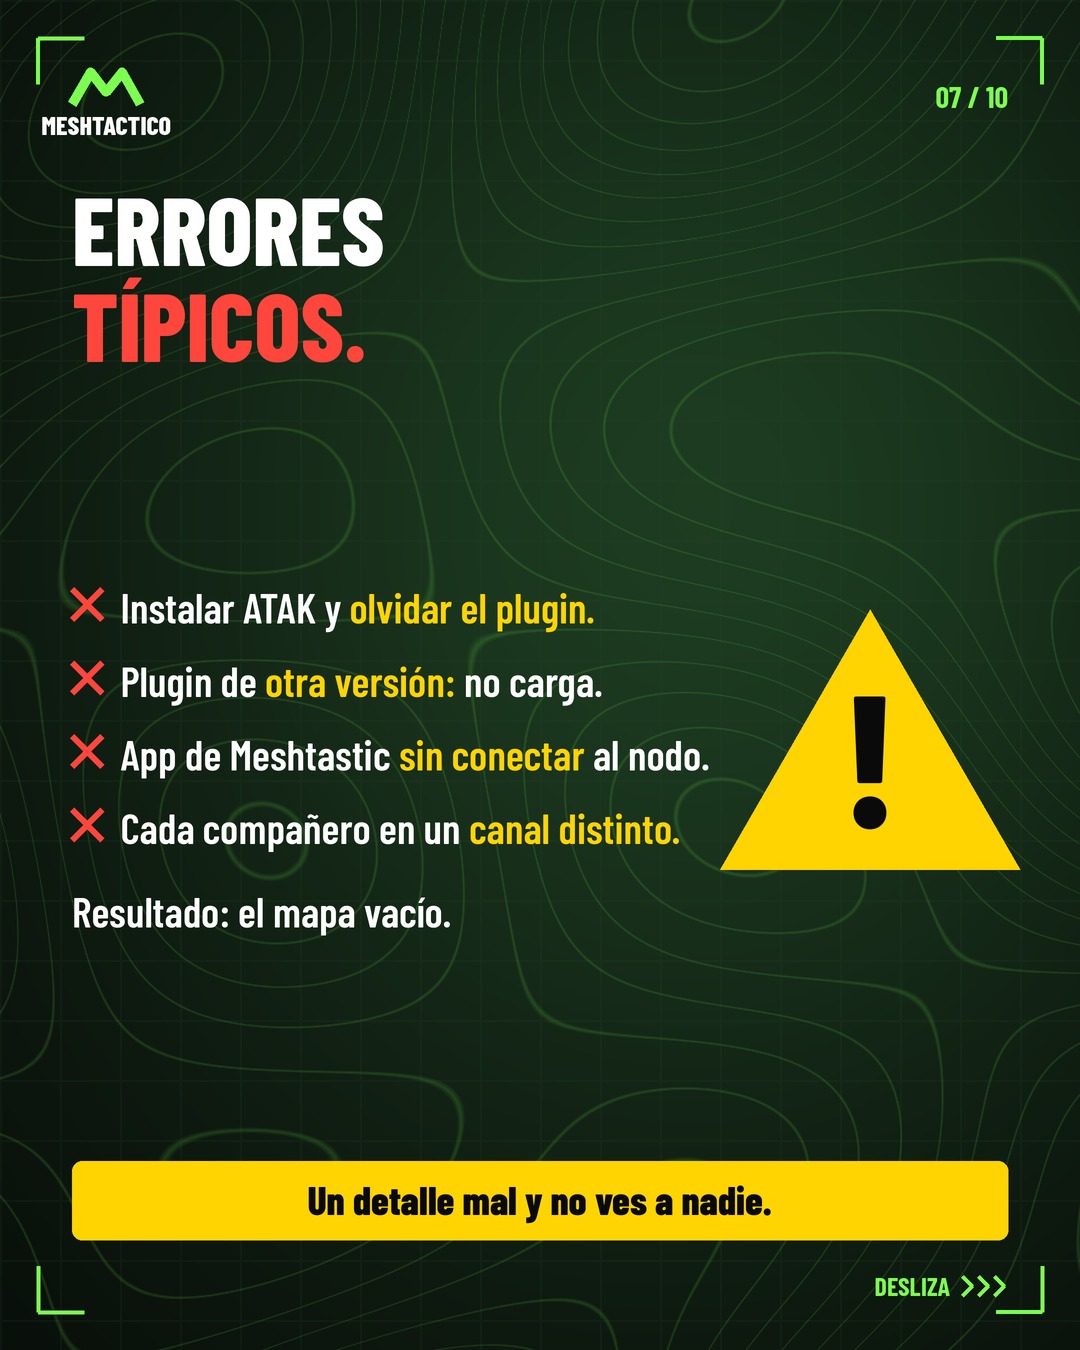 MESHTACTICO
07 / 10
ERRORES
TÍPICOS.
Instalar ATAK y olvidar el plugin.
Plugin de otra versión: no carga.
App de Meshtastic sin conectar al nodo.
Cada compañero en un canal distinto.
!
Resultado: el mapa vacío.
Un detalle mal y no ves a nadie.
DESLIZA >>>